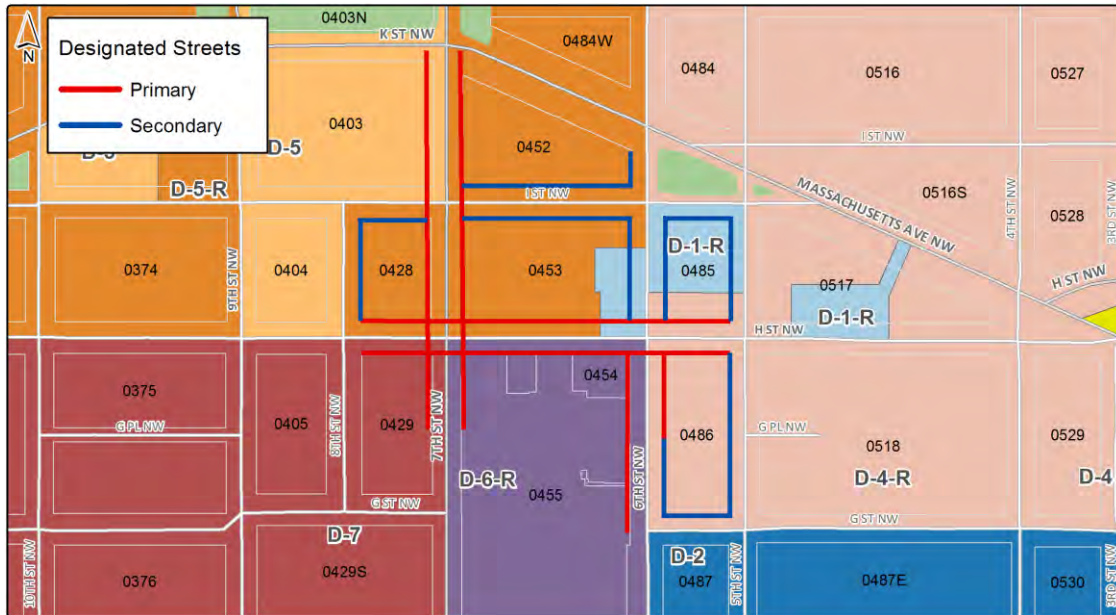 0403N
K ST NW
0484W
N
Designated Streets
Primary
Secondary
0484
0516
0527
0403
D-5
D-5
0452
I ST NW
D-5-R
I ST NW
MASSACHUSETTS AVE NW
0516S
4TH ST NW
0528
3RD ST NW
0374
9TH ST NW
0404
0428
0453
D-1-R
0485
0517
H ST NW
D-1-R
H ST NW
0375
0454
G PL NW
0405
8TH ST NW
0429
7TH ST NW
0486
G PL NW
0518
0529
D-6-R
0455
6TH ST NW
D-4-R
D-4
G ST NW
G ST NW
D-7
D-2
10TH ST NW
0376
0429S
0487
5TH ST NW
0487E
0530
3RD ST NW